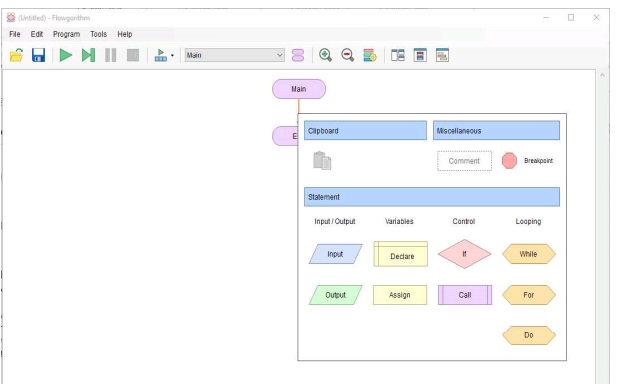 (Untitled) - Flowgorithm
File Edit Program Tools Help
Main
Main
E
Clipboard Miscellaneous
Comment Breakpoint
Statement
Input / Output Variables Control Looping
Input Declare If While
Output Assign Call For
Do